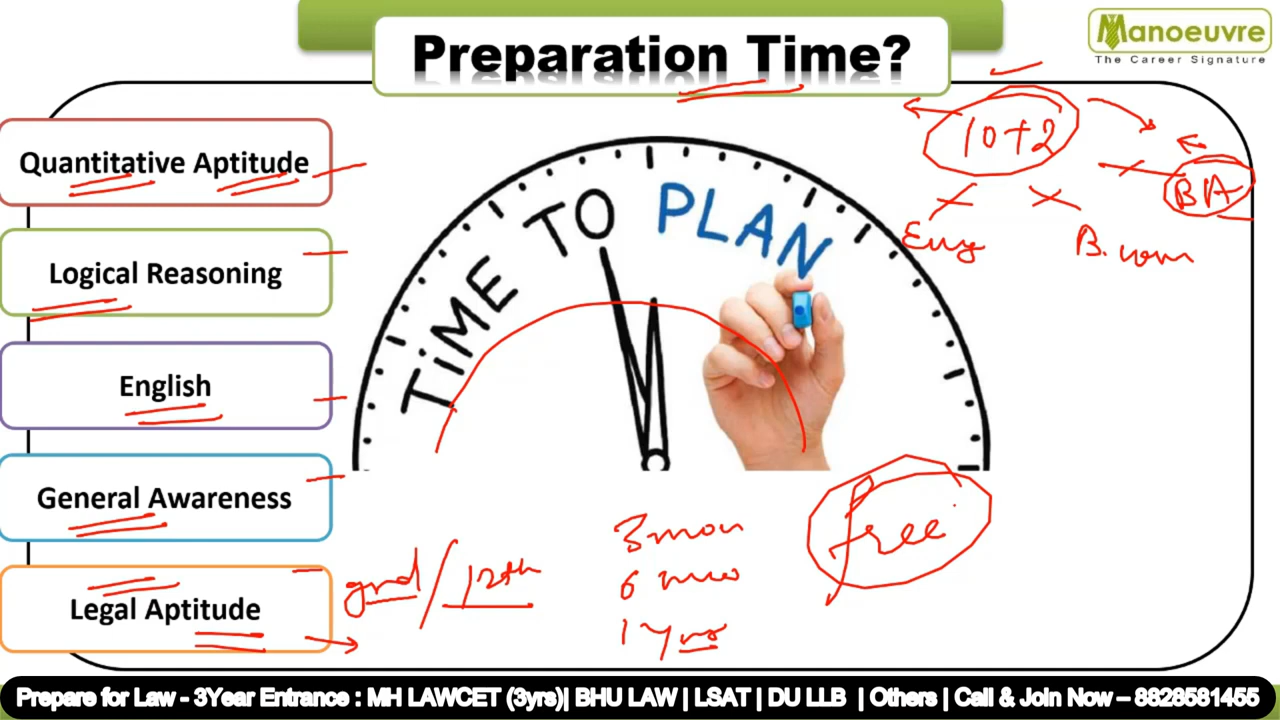 Preparation Time?
Manoeuvre
The Career Signature
Quantitative Aptitude
Logical Reasoning
English
General Awareness
Legal Aptitude
TiME TO PLAN
10+2
BA
B.com
free
grad / 12th
3 mon
6 mon
1 yrs
Prepare for Law - 3Year Entrance : MH LAWCET (3yrs)| BHU LAW | LSAT | DU LLB | Others | Call & Join Now – 8828581455